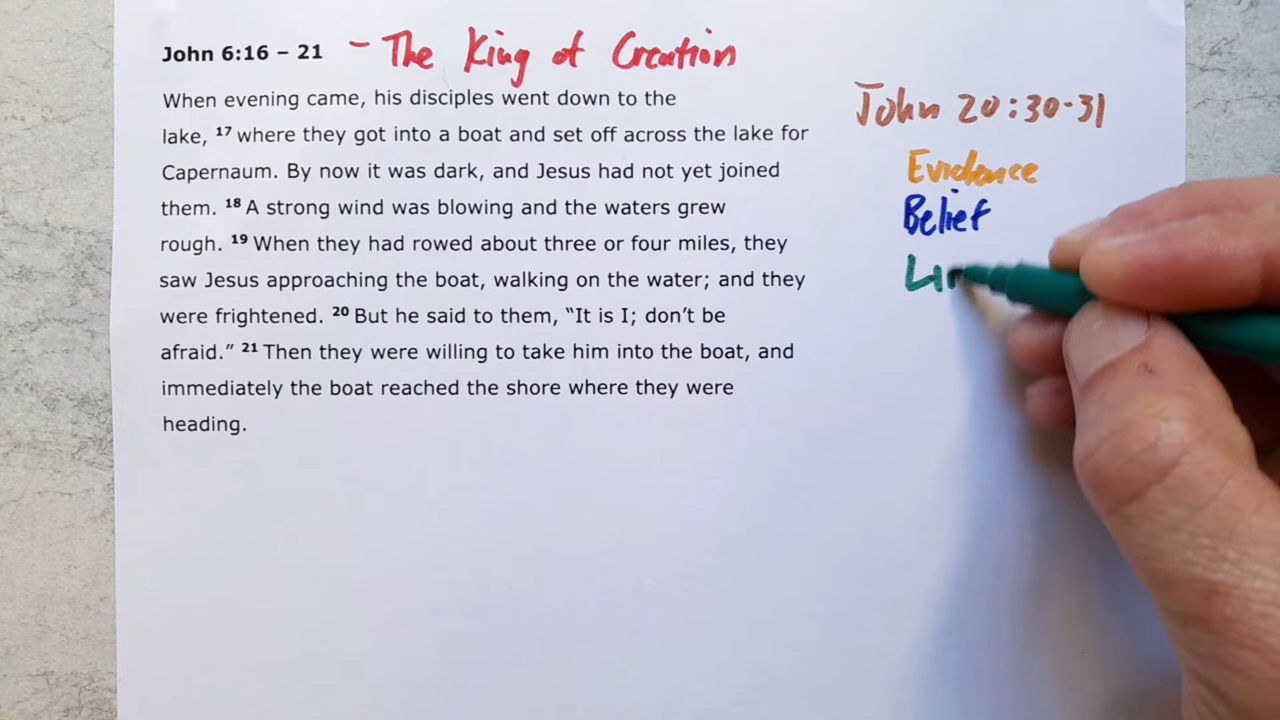 John 6:16 – 21 - The King of Creation
When evening came, his disciples went down to the
lake, 17 where they got into a boat and set off across the lake for
Capernaum. By now it was dark, and Jesus had not yet joined
them. 18 A strong wind was blowing and the waters grew
rough. 19 When they had rowed about three or four miles, they
saw Jesus approaching the boat, walking on the water; and they
were frightened. 20 But he said to them, “It is I; don’t be
afraid.” 21 Then they were willing to take him into the boat, and
immediately the boat reached the shore where they were
heading.
John 20:30-31
Evidence
Belief